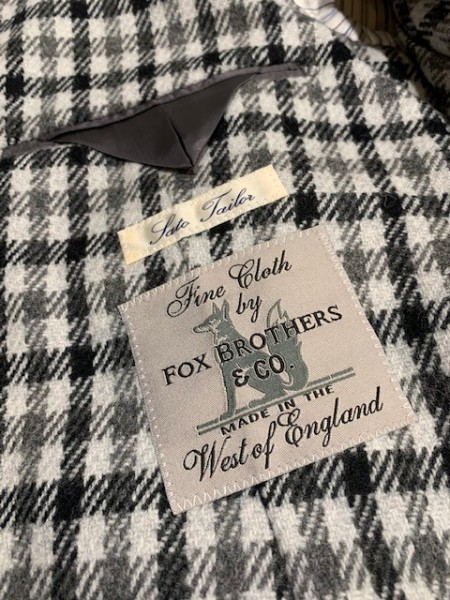 Sato Tailor
Fine Cloth
by
FOX BROTHERS
& CO.
MADE IN THE
West of England